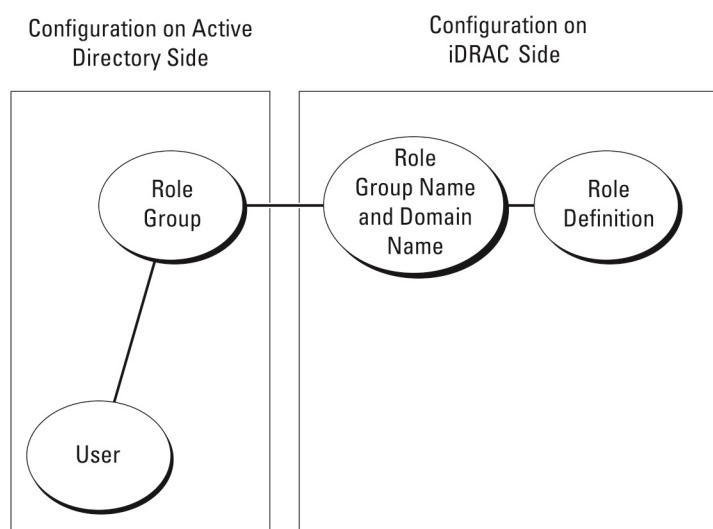 Configuration on Active
Directory Side
Configuration on
iDRAC Side
Role
Group
Role
Group Name
and Domain
Name
Role
Definition
User